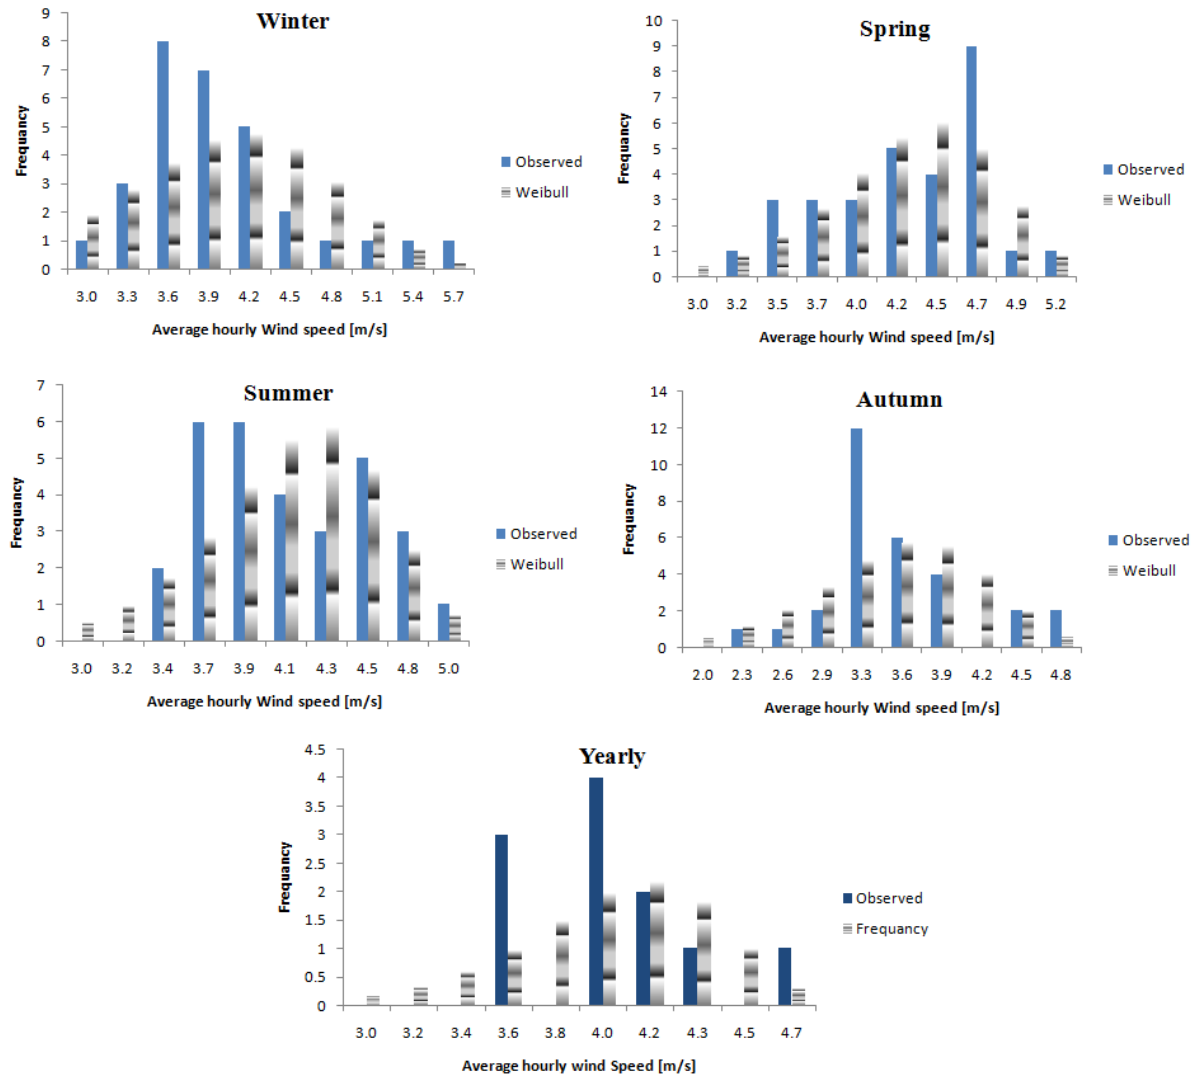 Winter
9
8
7
6
5
4
3
2
1
0
Frequancy
3.0 3.3 3.6 3.9 4.2 4.5 4.8 5.1 5.4 5.7
Average hourly Wind speed [m/s]
Observed
Weibull
Spring
10
9
8
7
6
5
4
3
2
1
0
Frequancy
3.0 3.2 3.5 3.7 4.0 4.2 4.5 4.7 4.9 5.2
Average hourly Wind speed [m/s]
Observed
Weibull
Summer
7
6
5
4
3
2
1
0
Frequancy
3.0 3.2 3.4 3.7 3.9 4.1 4.3 4.5 4.8 5.0
Average hourly Wind speed [m/s]
Observed
Weibull
Autumn
14
12
10
8
6
4
2
0
Frequancy
2.0 2.3 2.6 2.9 3.3 3.6 3.9 4.2 4.5 4.8
Average hourly Wind speed [m/s]
Observed
Weibull
Yearly
4.5
4
3.5
3
2.5
2
1.5
1
0.5
0
Frequancy
3.0 3.2 3.4 3.6 3.8 4.0 4.2 4.3 4.5 4.7
Average hourly wind Speed [m/s]
Observed
Frequancy